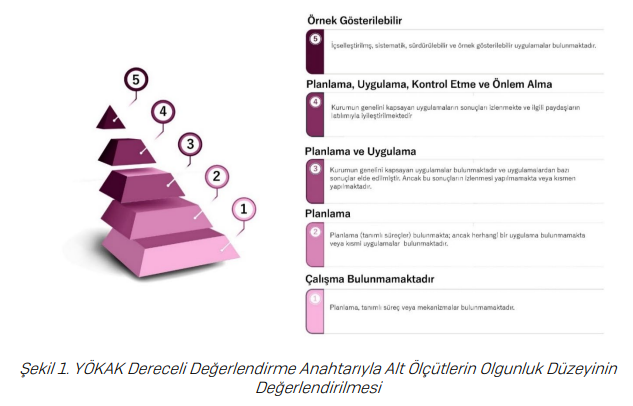 Örnek Gösterilebilir
5
İçselleştirilmiş, sistematik, sürdürülebilir ve örnek gösterilebilir uygulamalar bulunmaktadır.
Planlama, Uygulama, Kontrol Etme ve Önlem Alma
4
Kurumun genelini kapsayan uygulamaların sonuçları izlenmekte ve ilgili paydaşların
katılımıyla iyileştirilmektedir
Planlama ve Uygulama
3
Kurumun genelini kapsayan uygulamalar bulunmaktadır ve uygulamalardan bazı
sonuçlar elde edilmiştir. Ancak bu sonuçların izlenmesi yapılmamakta veya kısmen
yapılmaktadır.
Planlama
2
Planlama (tanımlı süreçler) bulunmakta; ancak herhangi bir uygulama bulunmamakta
veya kısmi uygulamalar bulunmaktadır.
Çalışma Bulunmamaktadır
1
Planlama, tanımlı süreç veya mekanizmalar bulunmaktadır.
5
4
3
2
1
Şekil 1. YÖKAK Dereceli Değerlendirme Anahtarıyla Alt Ölçütlerin Olgunluk Düzeyinin
Değerlendirilmesi